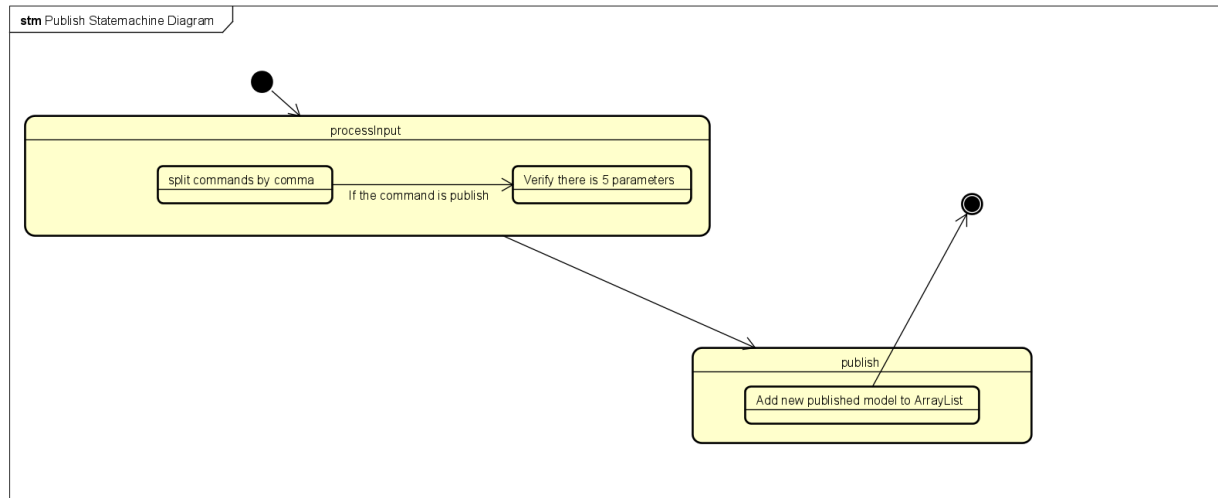 stm Publish Statemachine Diagram
processInput
split commands by comma
If the command is publish
Verify there is 5 parameters
publish
Add new published model to ArrayList